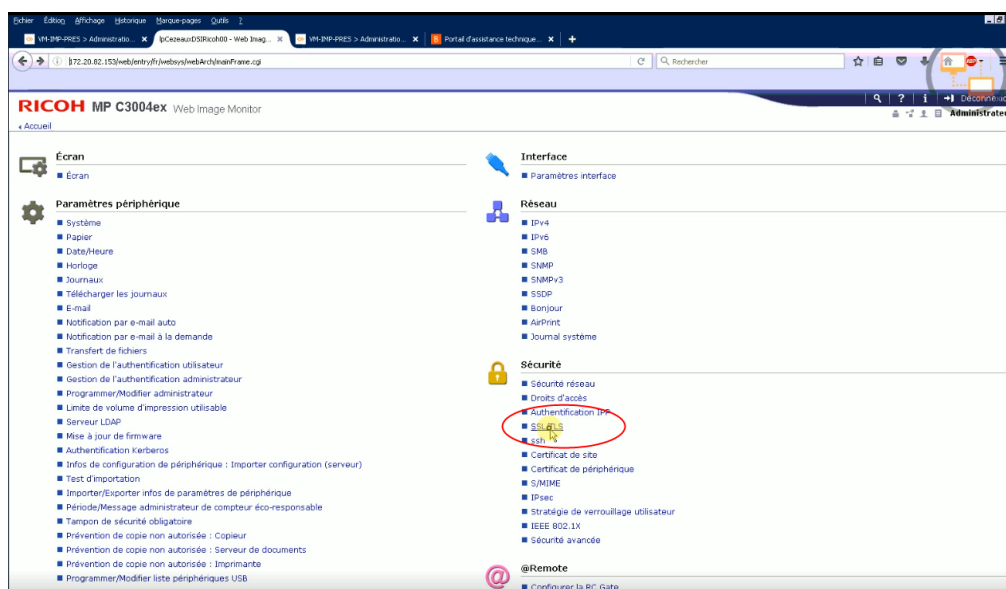 Fichier Édition Affichage Historique Marque-pages Outils ?
VM-IMP-PRES > Administratio... × IpCezeauxDSIRicoh00 - Web Imag... × VM-IMP-PRES > Administratio... × Portail d'assistance technique... × +
172.20.82.153/web/entry/fr/websys/webArch/mainFrame.cgi Rechercher ABP
RICOH MP C3004ex Web Image Monitor
? i Déconnexio
Accueil
Administrate
Écran
Écran
Paramètres périphérique
Système
Papier
Date/Heure
Horloge
Journaux
Télécharger les journaux
E-mail
Notification par e-mail auto
Notification par e-mail à la demande
Transfert de fichiers
Gestion de l'authentification utilisateur
Gestion de l'authentification administrateur
Programmer/Modifier administrateur
Limite de volume d'impression utilisable
Serveur LDAP
Mise à jour de firmware
Authentification Kerberos
Infos de configuration de périphérique : Importer configuration (serveur)
Test d'importation
Importer/Exporter infos de paramètres de périphérique
Période/Message administrateur de compteur éco-responsable
Tampon de sécurité obligatoire
Prévention de copie non autorisée : Copieur
Prévention de copie non autorisée : Serveur de documents
Prévention de copie non autorisée : Imprimante
Programmer/Modifier liste périphériques USB
Interface
Paramètres interface
Réseau
IPv4
IPv6
SMB
SNMP
SNMPv3
SSDP
Bonjour
AirPrint
Journal système
Sécurité
Sécurité réseau
Droits d'accès
Authentification IPP
SSL/TLS
ssh
Certificat de site
Certificat de périphérique
S/MIME
IPsec
Stratégie de verrouillage utilisateur
IEEE 802.1X
Sécurité avancée
@Remote
Configurer la RC Gate